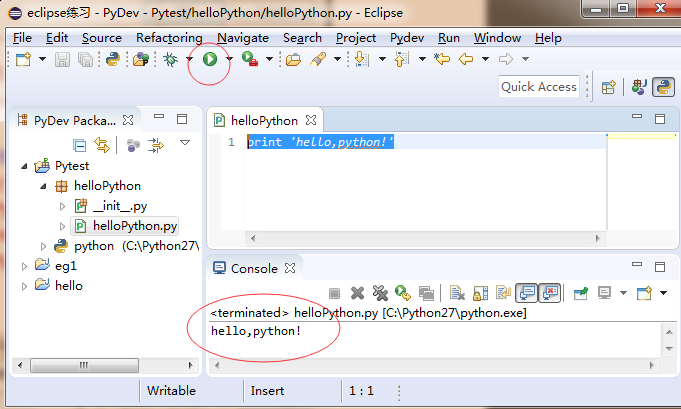 eclipse练习 - PyDev - Pytest/helloPython/helloPython.py - Eclipse
File Edit Source Refactoring Navigate Search Project Pydev Run Window Help
Quick Access
PyDev Packa...
helloPython
1 print 'hello,python!'
Pytest
helloPython
__init__.py
helloPython.py
python (C:\Python27\
eg1
hello
Console
<terminated> helloPython.py [C:\Python27\python.exe]
hello,python!
Writable Insert 1 : 1